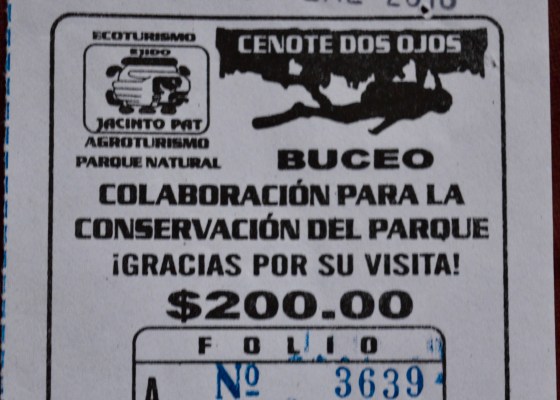 ECOTURISMO
EJIDO
JACINTO PAT
AGROTURISMO
PARQUE NATURAL
CENOTE DOS OJOS
BUCEO
COLABORACIÓN PARA LA
CONSERVACIÓN DEL PARQUE
¡GRACIAS POR SU VISITA!
$200.00
FOLIO
A Nº 3639